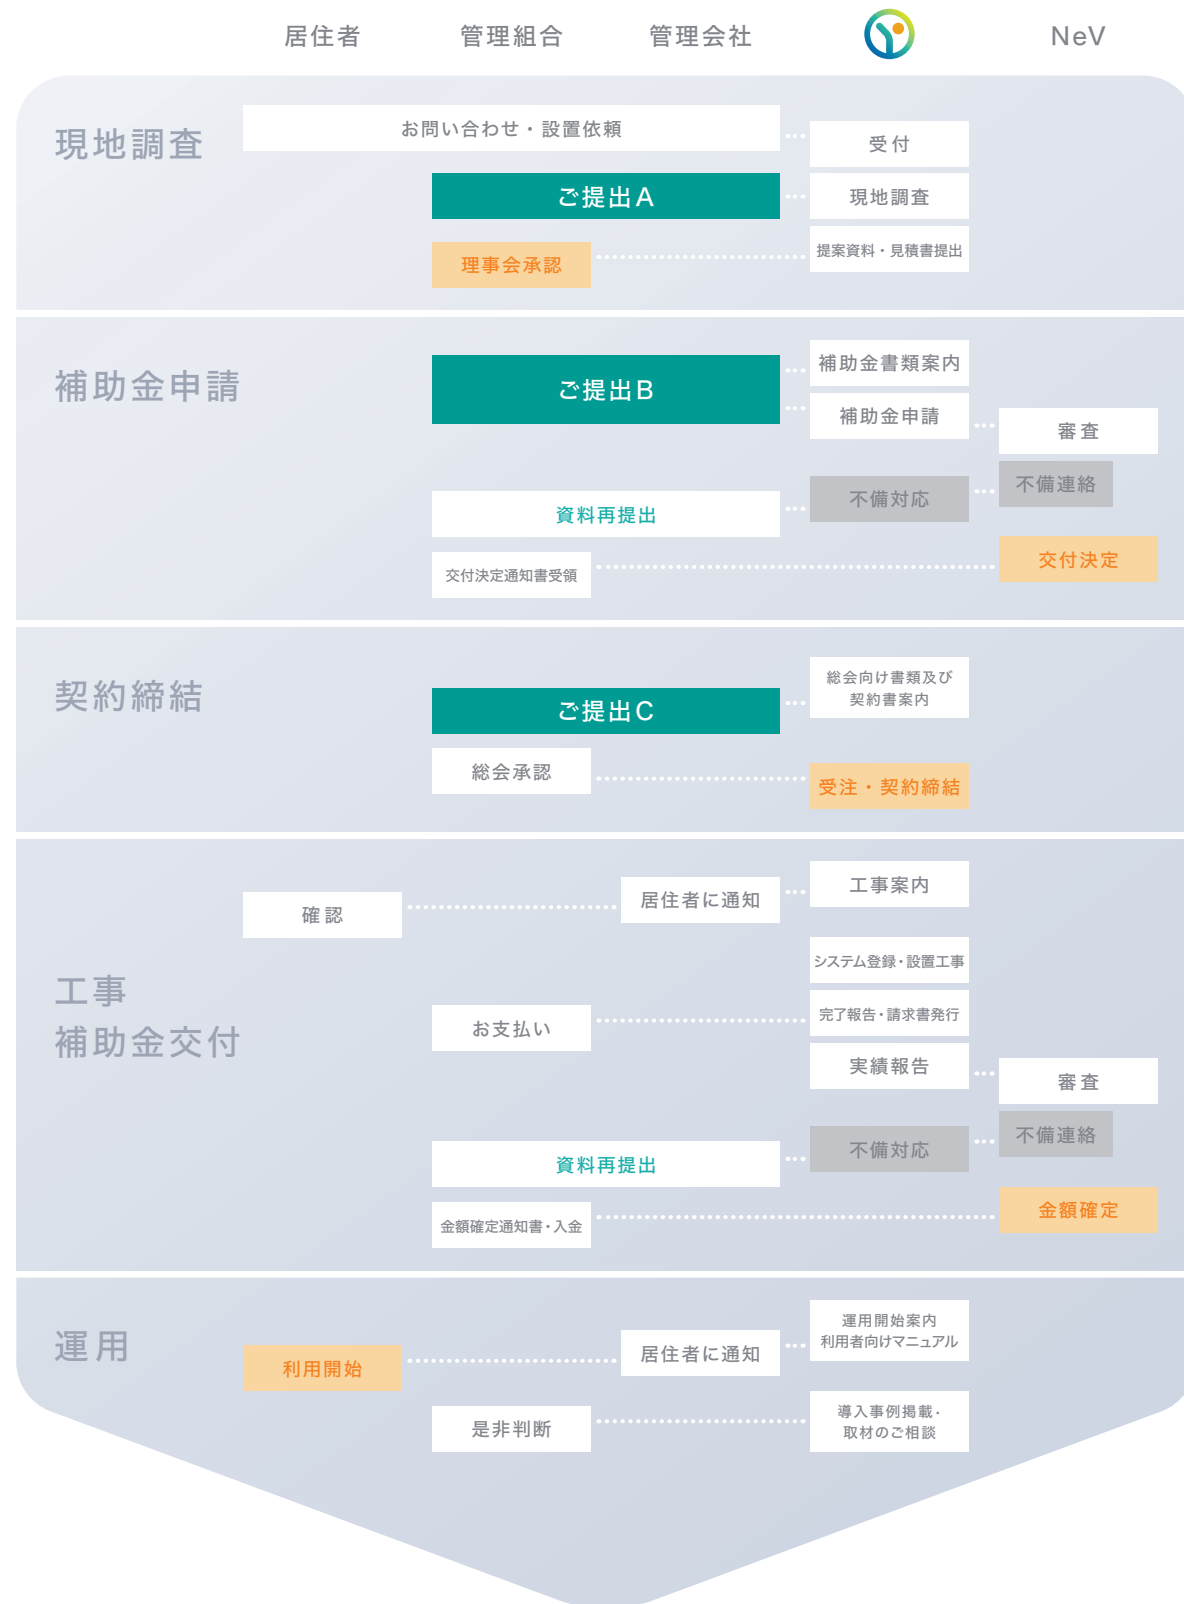 居住者
管理組合
管理会社
NeV
現地調査
お問い合わせ・設置依頼
受付
ご提出A
現地調査
理事会承認
提案資料・見積書提出
補助金申請
ご提出B
補助金書類案内
補助金申請
審査
不備連絡
不備対応
資料再提出
交付決定
交付決定通知書受領
契約締結
総会向け書類及び
契約書案内
ご提出C
総会承認
受注・契約締結
工事
補助金交付
工事案内
居住者に通知
確認
システム登録・設置工事
お支払い
完了報告・請求書発行
実績報告
審査
不備連絡
不備対応
資料再提出
金額確定
金額確定通知書・入金
運用
運用開始案内
利用者向けマニュアル
居住者に通知
利用開始
是非判断
導入事例掲載・
取材のご相談